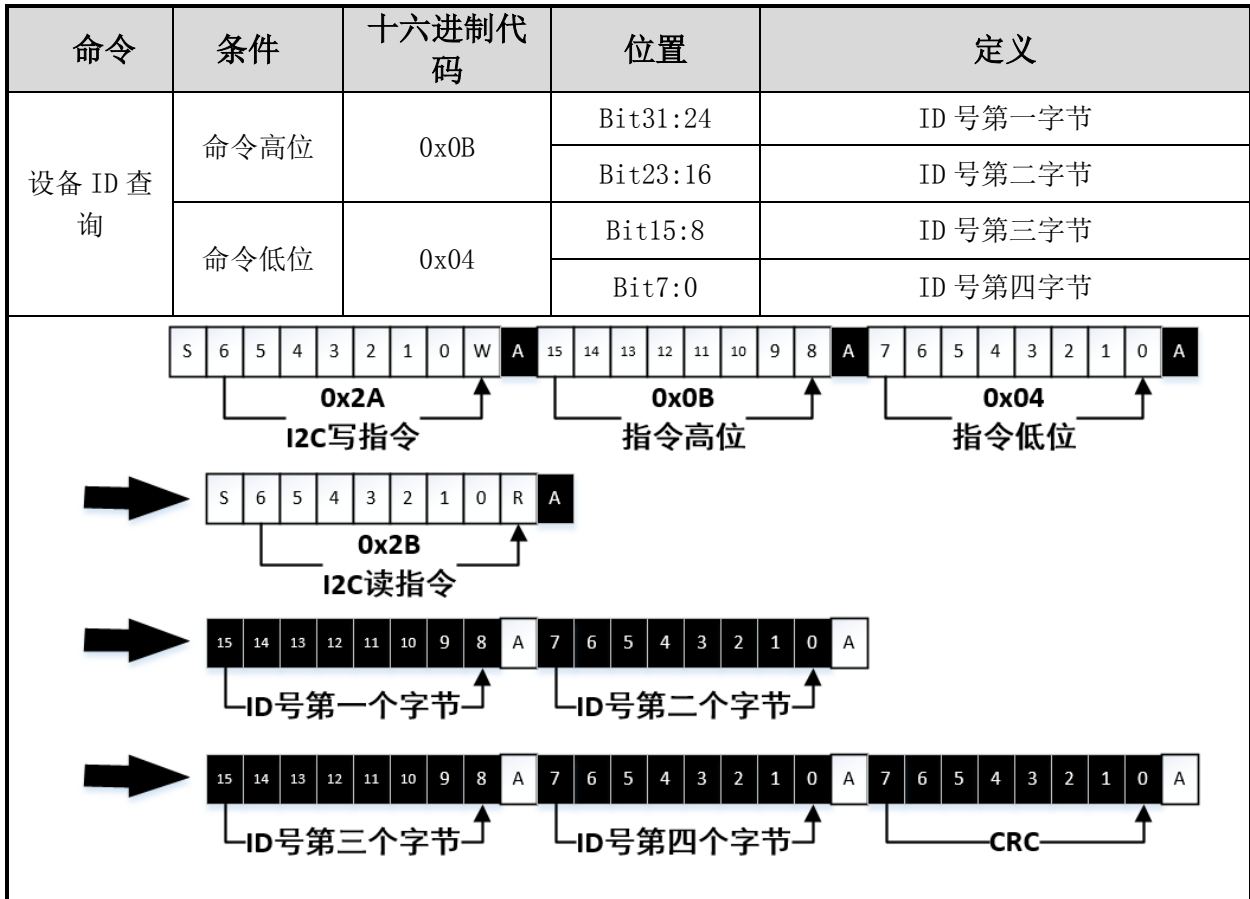 命令 条件 十六进制代码 位置 定义
设备 ID 查询 命令高位 0x0B Bit31:24 ID 号第一字节
Bit23:16 ID 号第二字节
命令低位 0x04 Bit15:8 ID 号第三字节
Bit7:0 ID 号第四字节
S 6 5 4 3 2 1 0 W A 15 14 13 12 11 10 9 8 A 7 6 5 4 3 2 1 0 A
0x2A 0x0B 0x04
I2C写指令 指令高位 指令低位
S 6 5 4 3 2 1 0 R A
0x2B
I2C读指令
15 14 13 12 11 10 9 8 A 7 6 5 4 3 2 1 0 A
ID号第一个字节 ID号第二个字节
15 14 13 12 11 10 9 8 A 7 6 5 4 3 2 1 0 A 7 6 5 4 3 2 1 0 A
ID号第三个字节 ID号第四个字节 CRC